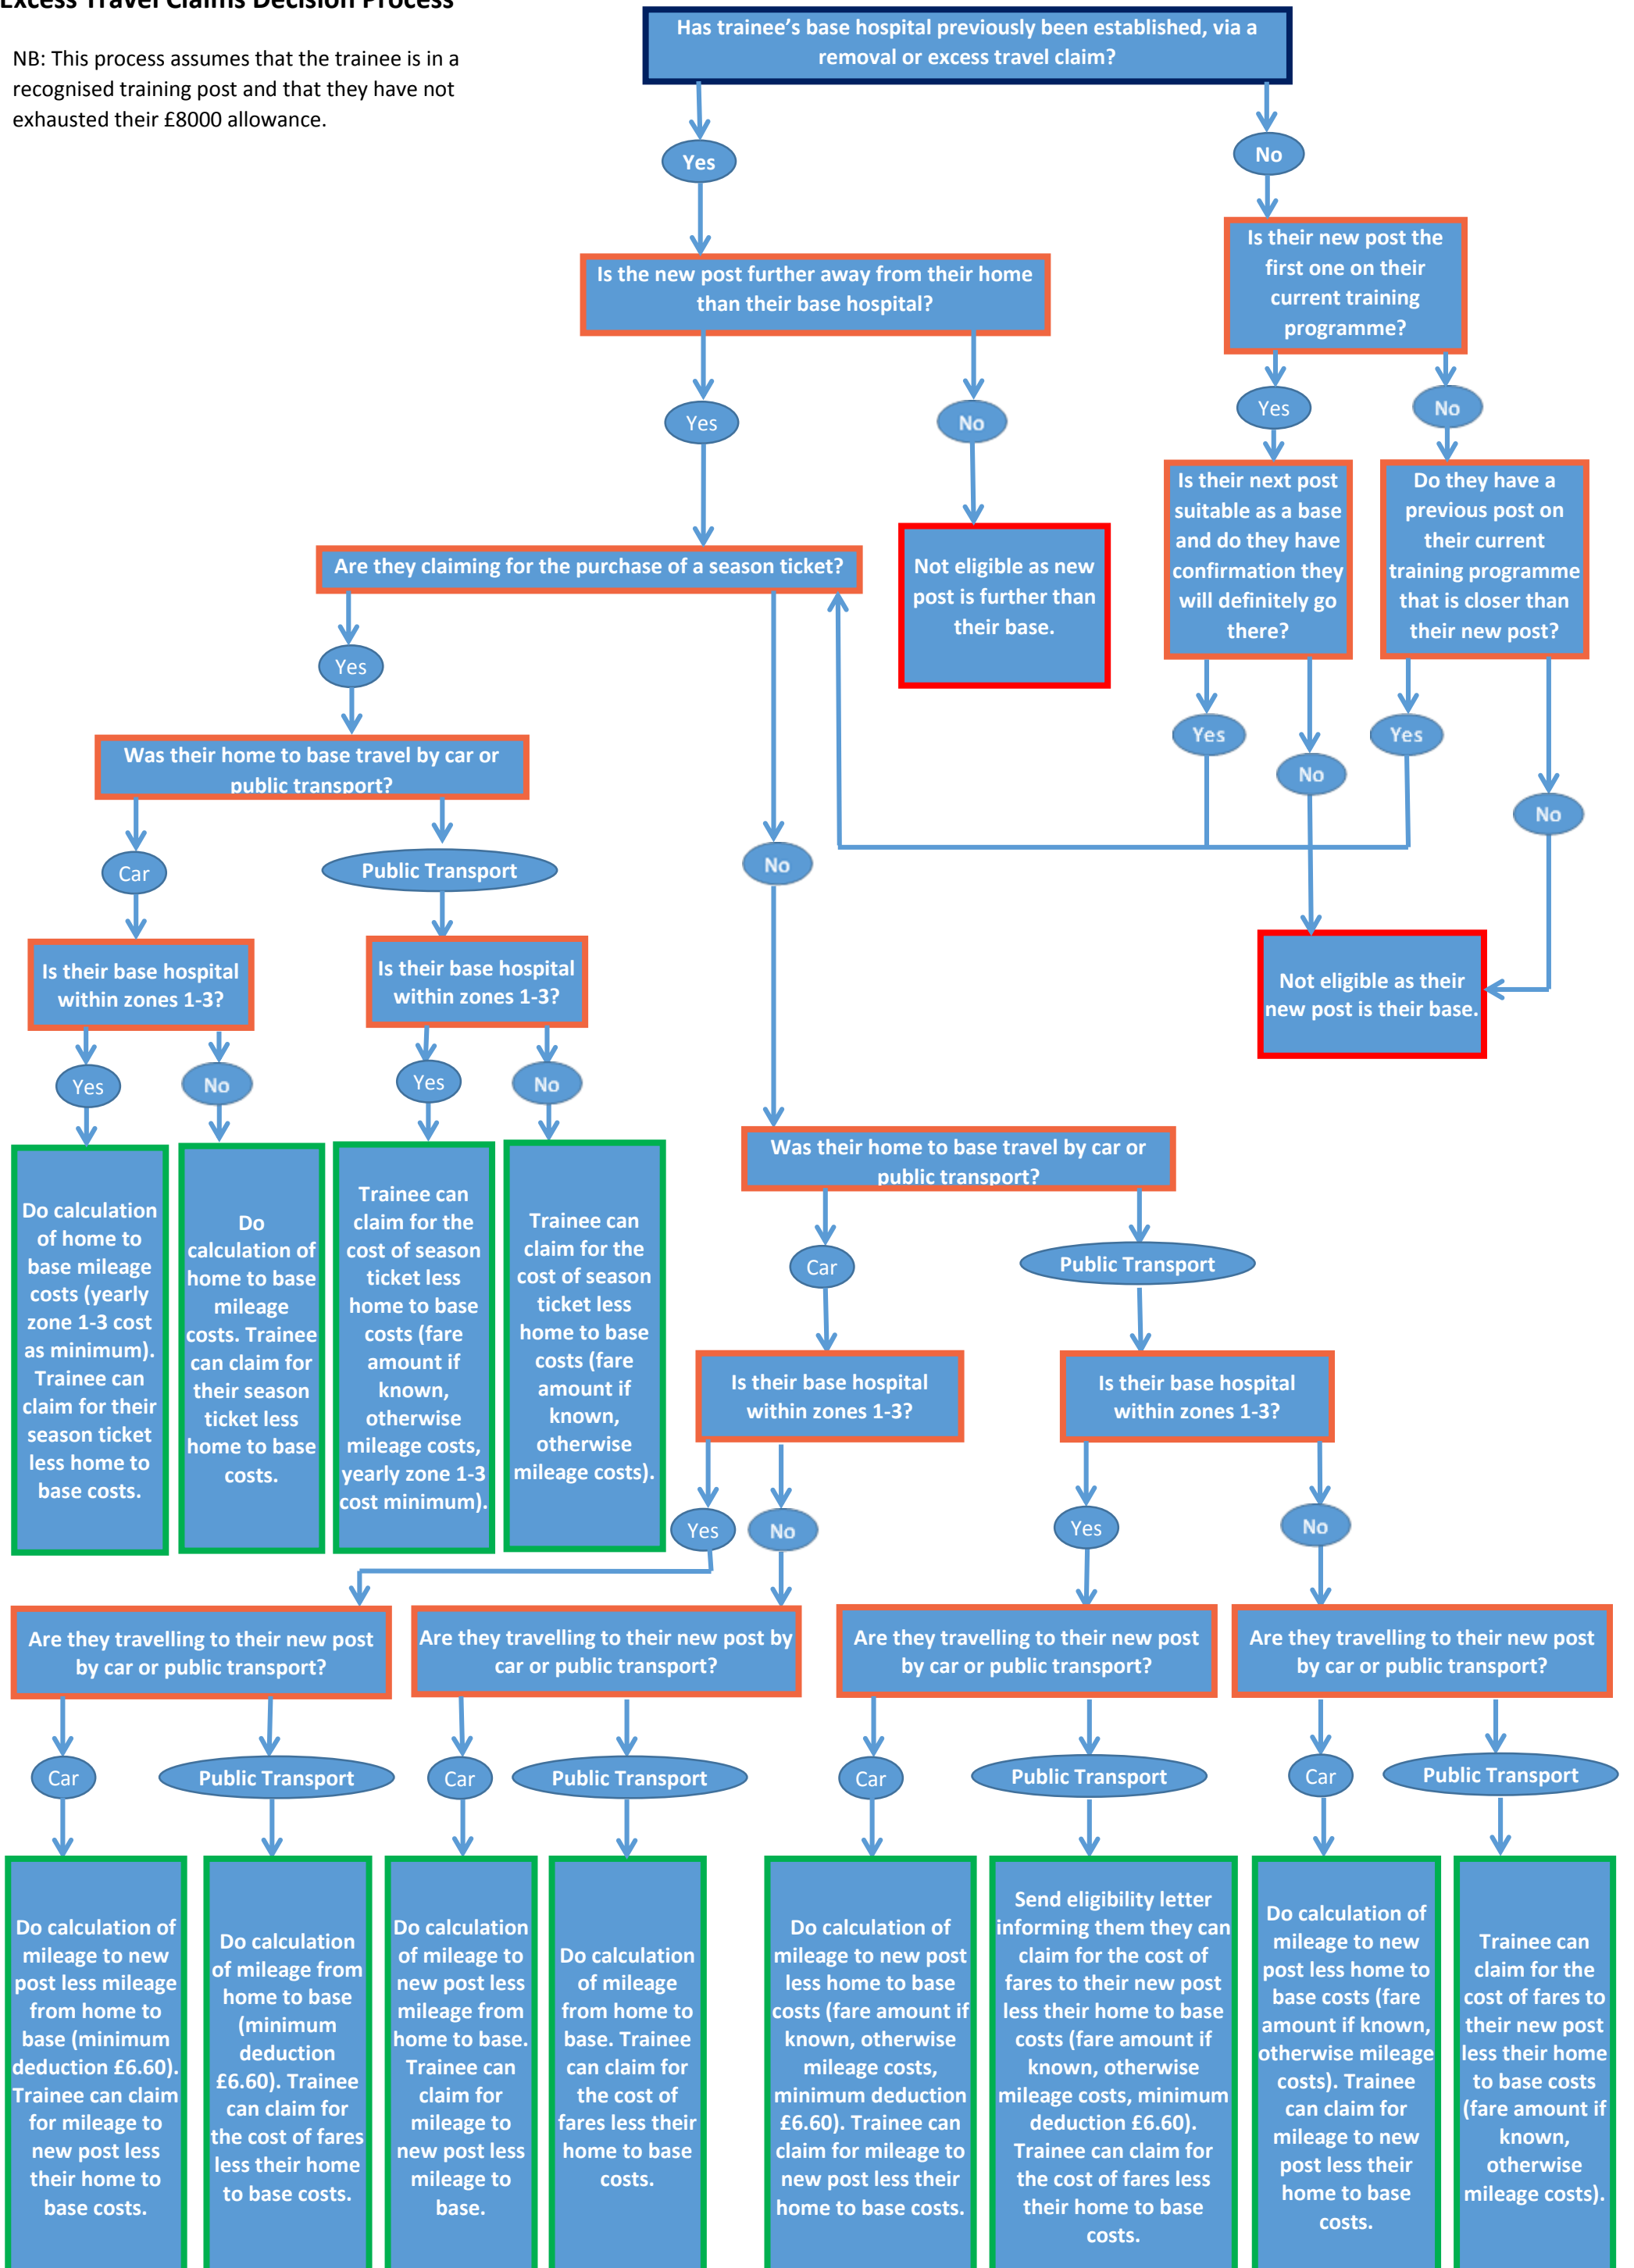 Excess Travel Claims Decision Process
NB: This process assumes that the trainee is in a
recognised training post and that they have not
exhausted their £8000 allowance.
Has trainee's base hospital previously been established, via a
removal or excess travel claim?
Yes
No
Is the new post further away from their home
than their base hospital?
Is their new post the
first one on their
current training
programme?
Yes
No
Yes
No
Is their next post
suitable as a base
and do they have
confirmation they
will definitely go
there?
Do they have a
previous post on
their current
training programme
that is closer than
their new post?
Are they claiming for the purchase of a season ticket?
Not eligible as new
post is further than
their base.
Yes
No
Yes
No
Yes
No
Not eligible as their
new post is their base.
Was their home to base travel by car or
public transport?
Car
Public Transport
Is their base hospital
within zones 1-3?
Is their base hospital
within zones 1-3?
Yes
No
Yes
No
Do calculation
of home to
base mileage
costs (yearly
zone 1-3 cost
as minimum).
Trainee can
claim for their
season ticket
less home to
base costs.
Do
calculation of
home to base
mileage
costs. Trainee
can claim for
their season
ticket less
home to base
costs.
Trainee can
claim for the
cost of season
ticket less
home to base
costs (fare
amount if
known,
otherwise
mileage costs,
yearly zone 1-3
cost minimum).
Trainee can
claim for the
cost of season
ticket less
home to base
costs (fare
amount if
known,
otherwise
mileage costs).
Was their home to base travel by car or
public transport?
Car
Public Transport
Is their base hospital
within zones 1-3?
Is their base hospital
within zones 1-3?
Yes
No
Yes
No
Are they travelling to their new post
by car or public transport?
Are they travelling to their new post by
car or public transport?
Are they travelling to their new post
by car or public transport?
Are they travelling to their new post
by car or public transport?
Car
Public Transport
Car
Public Transport
Car
Public Transport
Car
Public Transport
Do calculation of
mileage to new
post less mileage
from home to
base (minimum
deduction £6.60).
Trainee can claim
for mileage to
new post less
their home to
base costs.
Do calculation
of mileage from
home to base
(minimum
deduction
£6.60). Trainee
can claim for
the cost of fares
less their home
to base costs.
Do calculation
of mileage to
new post less
mileage from
home to base.
Trainee can
claim for
mileage to
new post less
mileage to
base.
Do calculation
of mileage
from home to
base. Trainee
can claim for
the cost of
fares less their
home to base
costs.
Do calculation of
mileage to new post
less home to base
costs (fare amount if
known, otherwise
mileage costs,
minimum deduction
£6.60). Trainee can
claim for mileage to
new post less their
home to base costs.
Send eligibility letter
informing them they can
claim for the cost of
fares to their new post
less their home to base
costs (fare amount if
known, otherwise
mileage costs, minimum
deduction £6.60).
Trainee can claim for
the cost of fares less
their home to base
costs.
Do calculation of
mileage to new
post less home to
base costs (fare
amount if known,
otherwise mileage
costs). Trainee
can claim for
mileage to new
post less their
home to base
costs.
Trainee can
claim for the
cost of fares to
their new post
less their home
to base costs
(fare amount if
known,
otherwise
mileage costs).